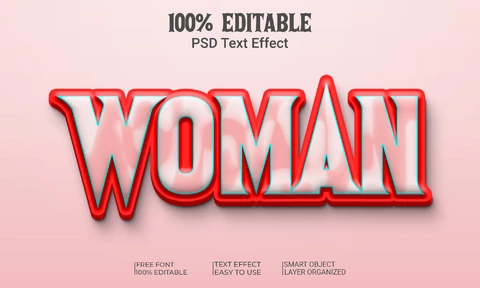 100% EDITABLE
PSD Text Effect
WOMAN
FREE FONT
100% EDITABLE
TEXT EFFECT
EASY TO USE
SMART OBJECT
LAYER ORGANIZED